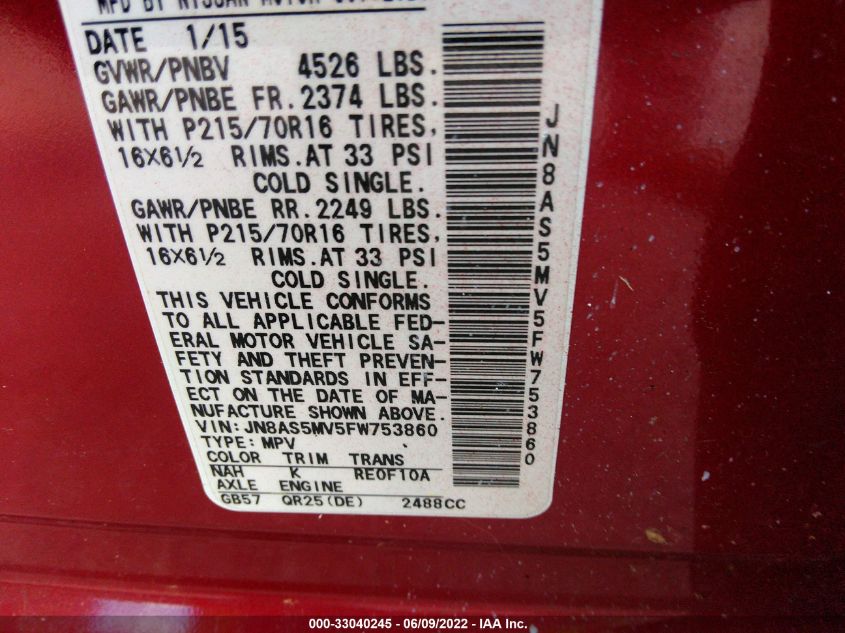 MFD BY NISSAN MOTOR
DATE 1/15
GVWR/PNBV 4526 LBS.
GAWR/PNBE FR. 2374 LBS.
WITH P215/70R16 TIRES,
16X6½ RIMS. AT 33 PSI
COLD SINGLE.
GAWR/PNBE RR. 2249 LBS.
WITH P215/70R16 TIRES,
16X6½ RIMS. AT 33 PSI
COLD SINGLE.
THIS VEHICLE CONFORMS
TO ALL APPLICABLE FED-
ERAL MOTOR VEHICLE SA-
FETY AND THEFT PREVEN-
TION STANDARDS IN EFF-
ECT ON THE DATE OF MA-
NUFACTURE SHOWN ABOVE.
VIN:JN8AS5MV5FW753860
TYPE:MPV
COLOR TRIM TRANS
NAH K RE0F10A
AXLE ENGINE
GB57 QR25(DE) 2488CC
JN8AS5MV5FW753860
000-33040245 - 06/09/2022 - IAA Inc.